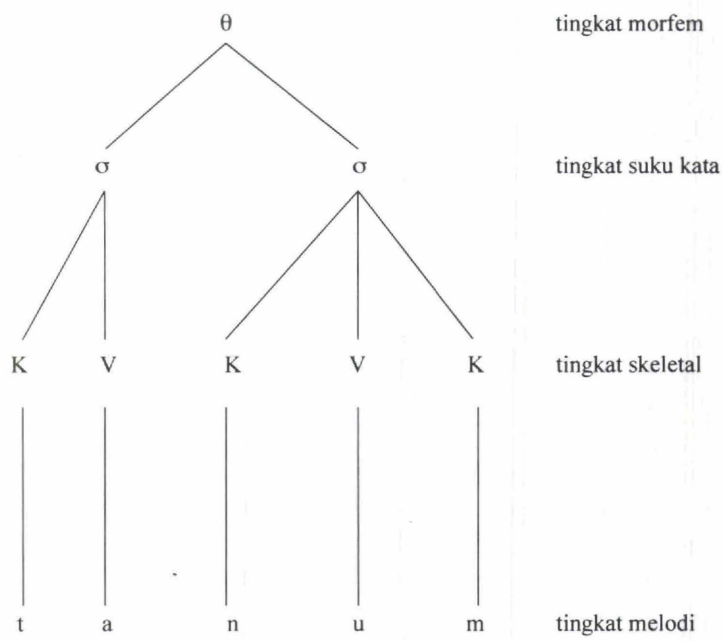 θ tingkat morfem
σ σ tingkat suku kata
K V K V K tingkat skeletal
t a n u m tingkat melodi